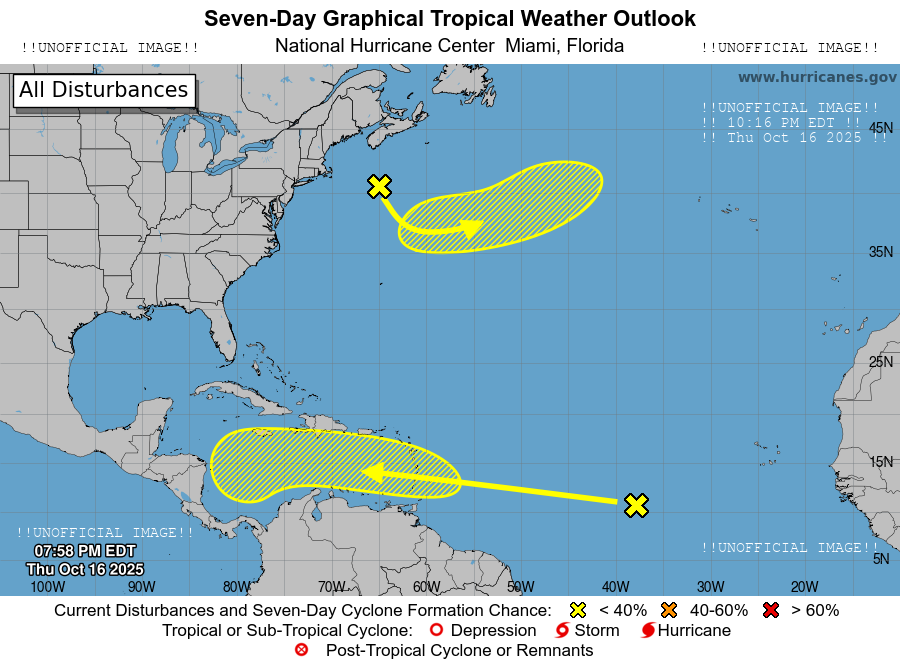 Seven-Day Graphical Tropical Weather Outlook
!!UNOFFICIAL IMAGE!!
National Hurricane Center  Miami, Florida
!!UNOFFICIAL IMAGE!!
All Disturbances
www.hurricanes.gov
!!UNOFFICIAL IMAGE!!
!! 10:16 PM EDT !!
!! Thu Oct 16 2025 !!
45N
35N
25N
15N
!!UNOFFICIAL IMAGE!!
07:58 PM EDT
Thu Oct 16 2025
!!UNOFFICIAL IMAGE!!
5N
100W 90W 80W 70W 60W 50W 40W 30W 20W
Current Disturbances and Seven-Day Cyclone Formation Chance: < 40% 40-60% > 60%
Tropical or Sub-Tropical Cyclone: Depression Storm Hurricane
Post-Tropical Cyclone or Remnants